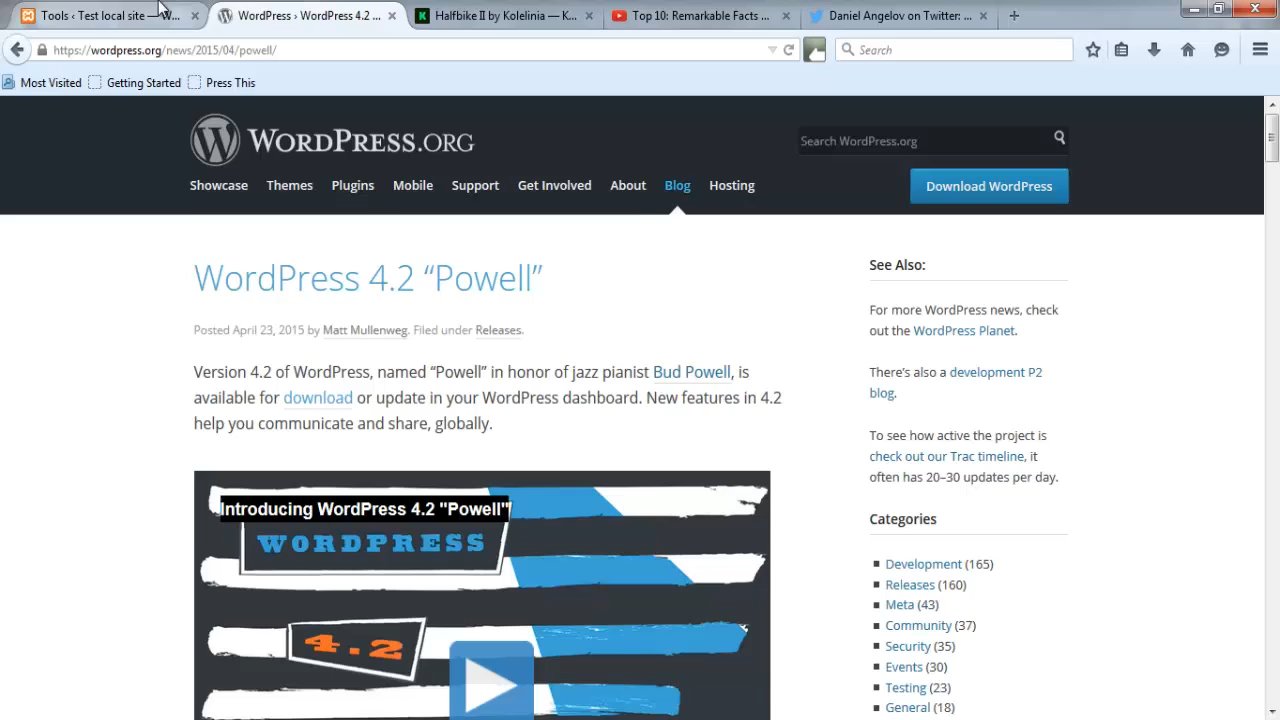 Tools ‹ Test local site — W...
WordPress › WordPress 4.2 ...
Halfbike II by Kolelinia — K...
Top 10: Remarkable Facts ...
Daniel Angelov on Twitter: ...
https://wordpress.org/news/2015/04/powell/
Search
Most Visited
Getting Started
Press This
WORDPRESS.ORG
Search WordPress.org
Showcase
Themes
Plugins
Mobile
Support
Get Involved
About
Blog
Hosting
Download WordPress
WordPress 4.2 “Powell”
Posted April 23, 2015 by Matt Mullenweg. Filed under Releases.
Version 4.2 of WordPress, named “Powell” in honor of jazz pianist Bud Powell, is
available for download or update in your WordPress dashboard. New features in 4.2
help you communicate and share, globally.
Introducing WordPress 4.2 "Powell"
WORDPRESS
4.2
See Also:
For more WordPress news, check
out the WordPress Planet.
There’s also a development P2
blog.
To see how active the project is
check out our Trac timeline, it
often has 20–30 updates per day.
Categories
Development (165)
Releases (160)
Meta (43)
Community (37)
Security (35)
Events (30)
Testing (23)
General (18)